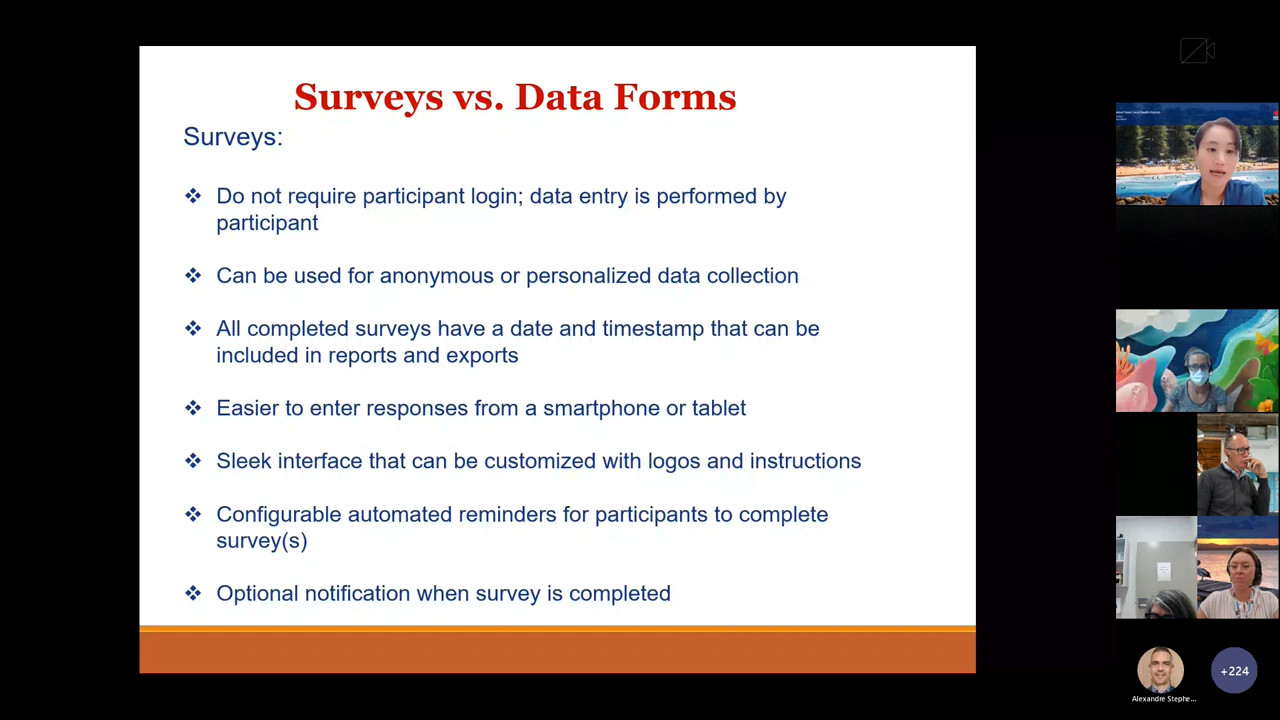 Surveys vs. Data Forms
Surveys:
❖ Do not require participant login; data entry is performed by
participant
❖ Can be used for anonymous or personalized data collection
❖ All completed surveys have a date and timestamp that can be
included in reports and exports
❖ Easier to enter responses from a smartphone or tablet
❖ Sleek interface that can be customized with logos and instructions
❖ Configurable automated reminders for participants to complete
survey(s)
❖ Optional notification when survey is completed
+224
Alexandre Stephe...